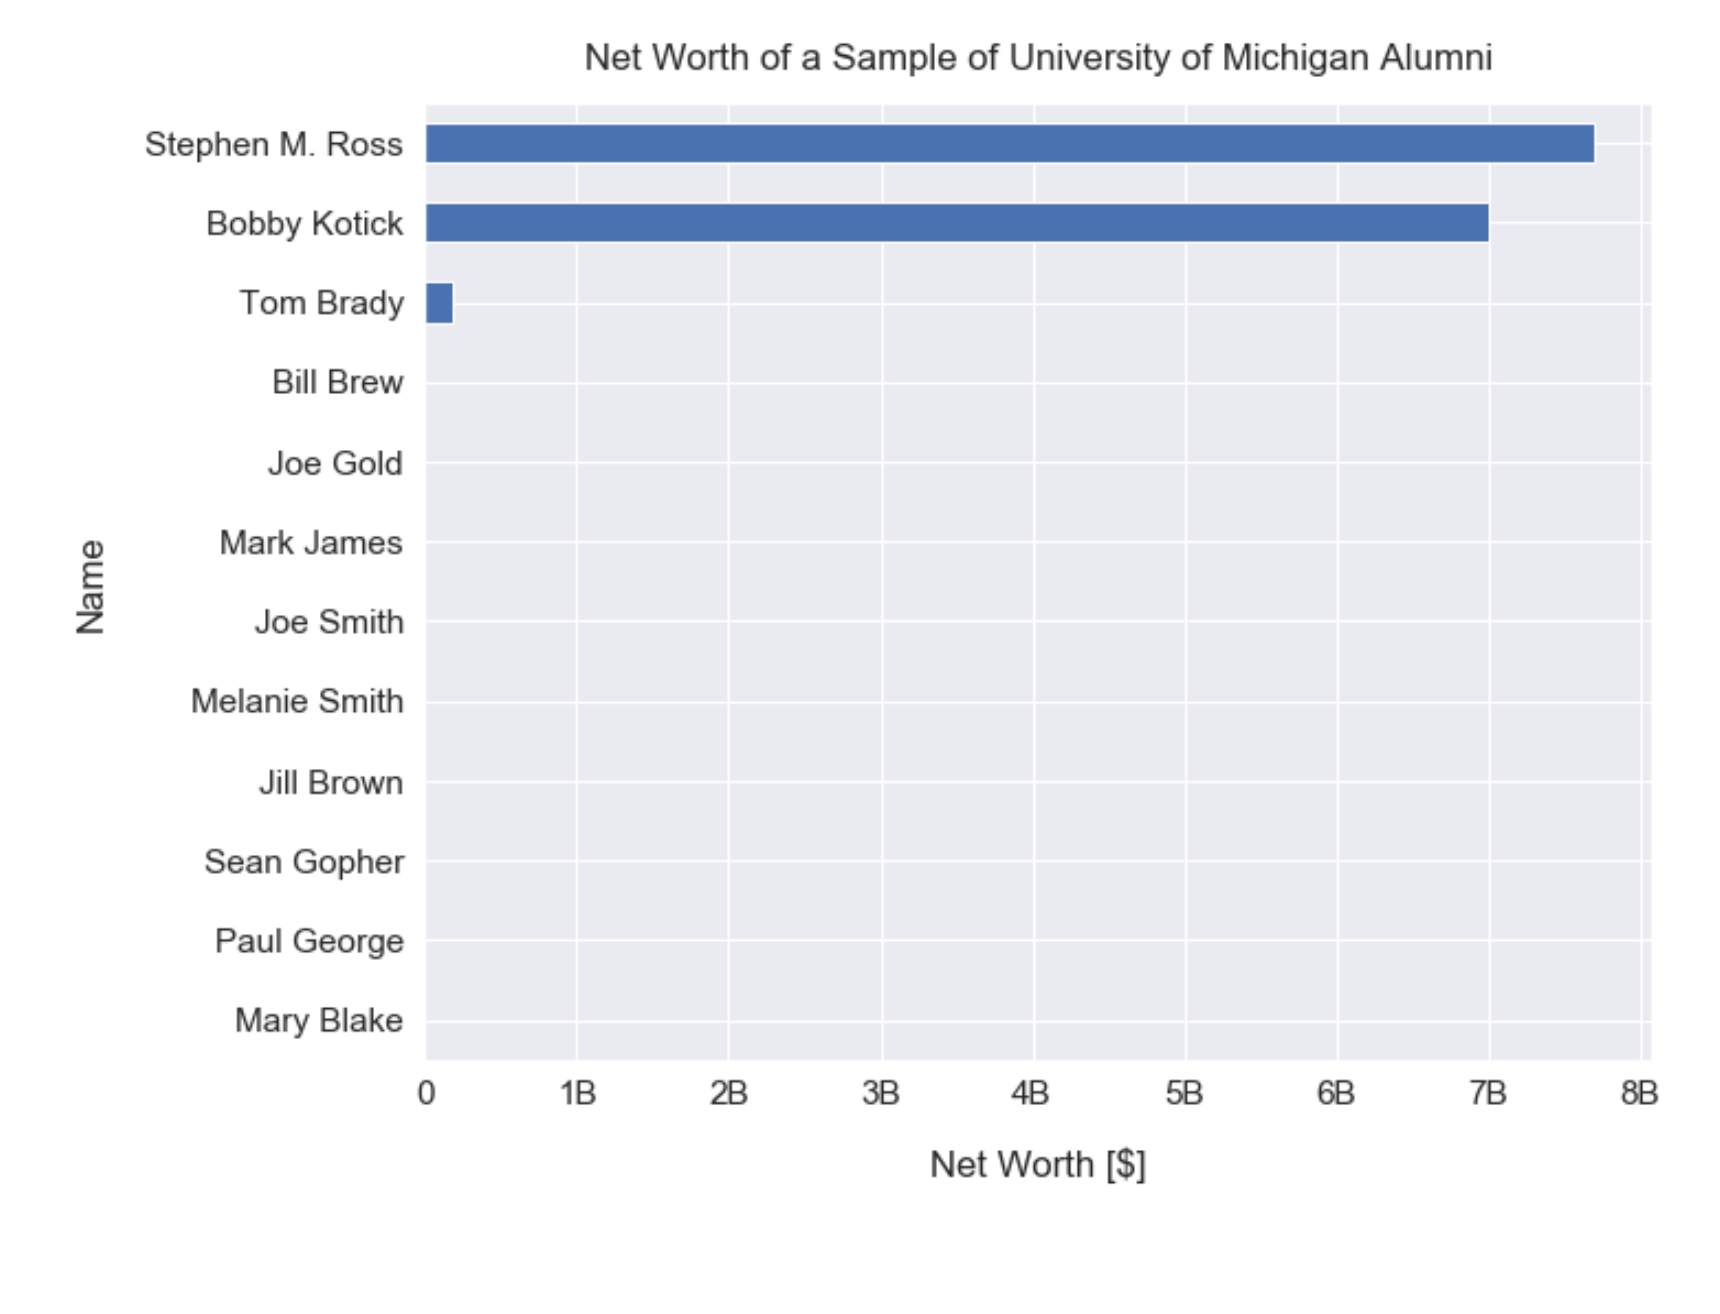 Net Worth of a Sample of University of Michigan Alumni
Stephen M. Ross
Bobby Kotick
Tom Brady
Bill Brew
Joe Gold
Mark James
Joe Smith
Melanie Smith
Jill Brown
Sean Gopher
Paul George
Mary Blake
Name
0 1B 2B 3B 4B 5B 6B 7B 8B
Net Worth [$]